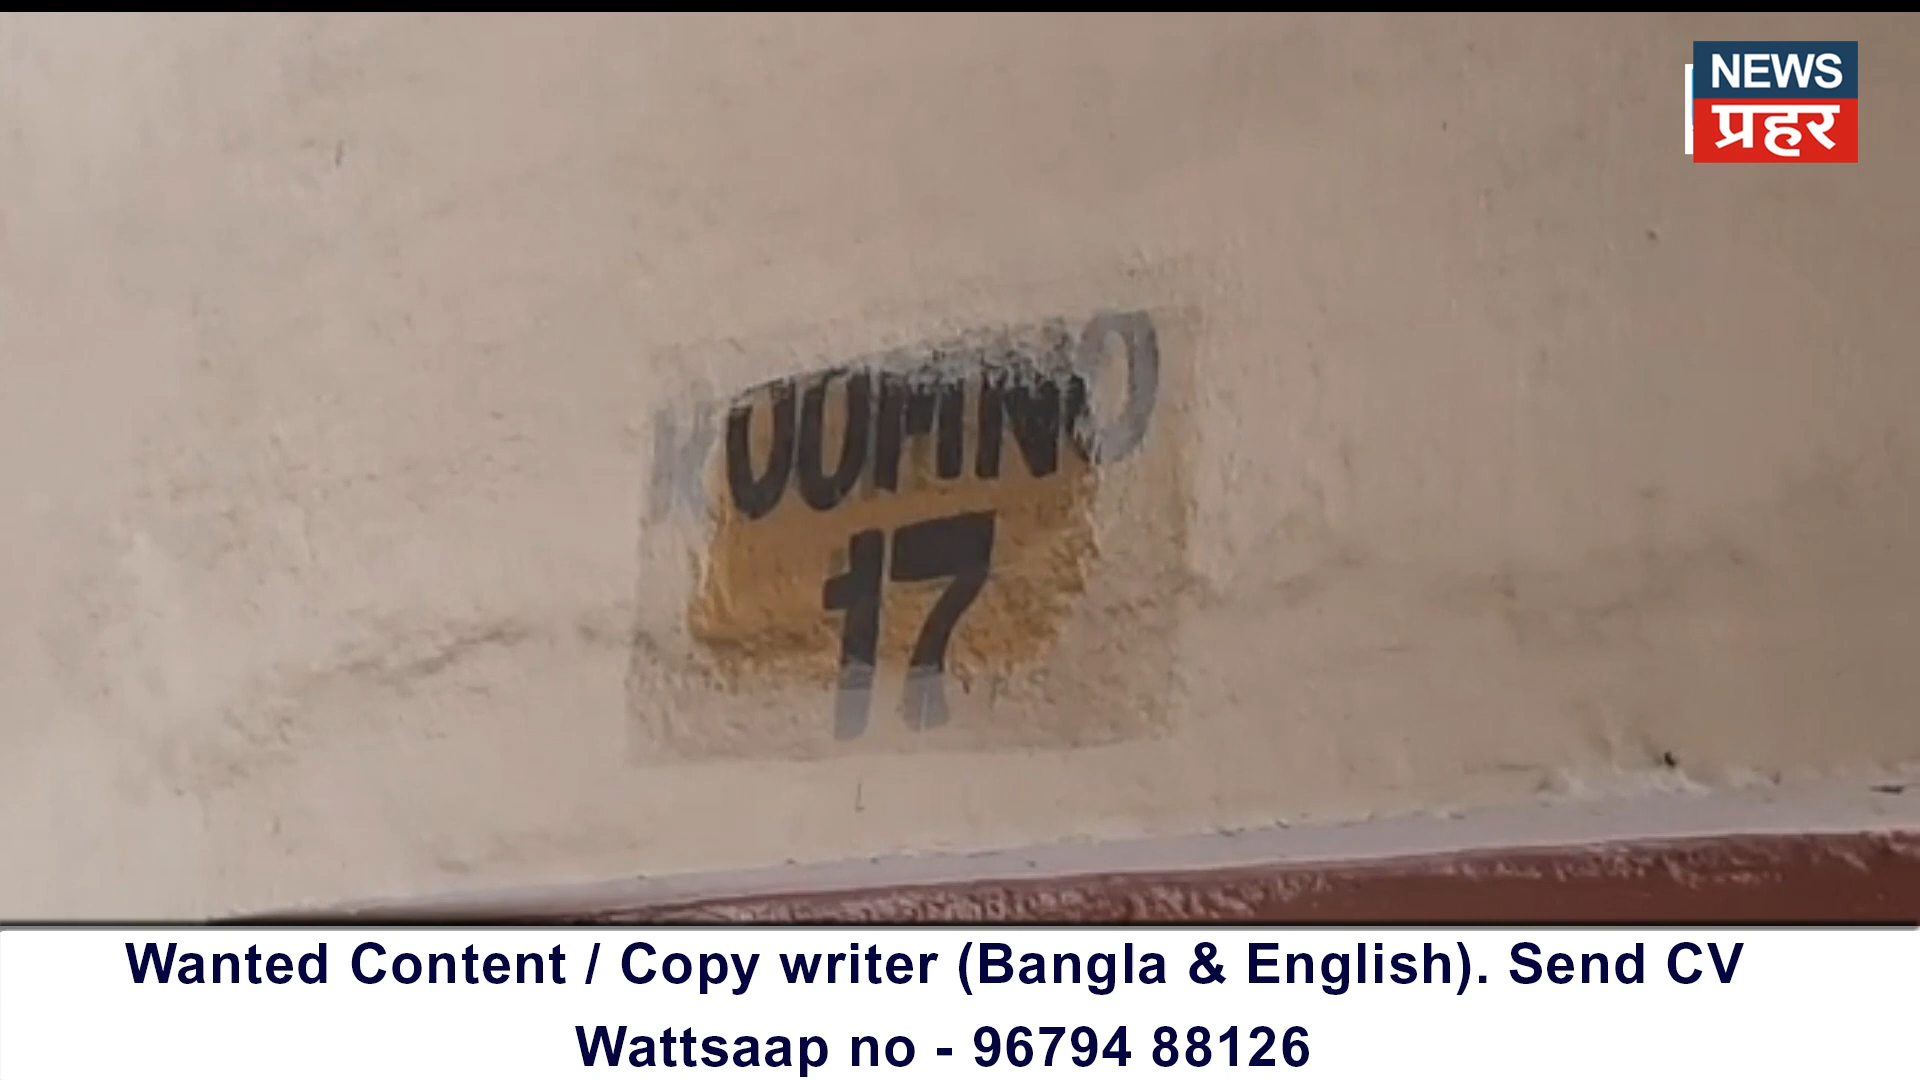 NEWS
प्रहर
ROOM NO
17
Wanted Content / Copy writer (Bangla & English). Send CV
Wattsaap no - 96794 88126